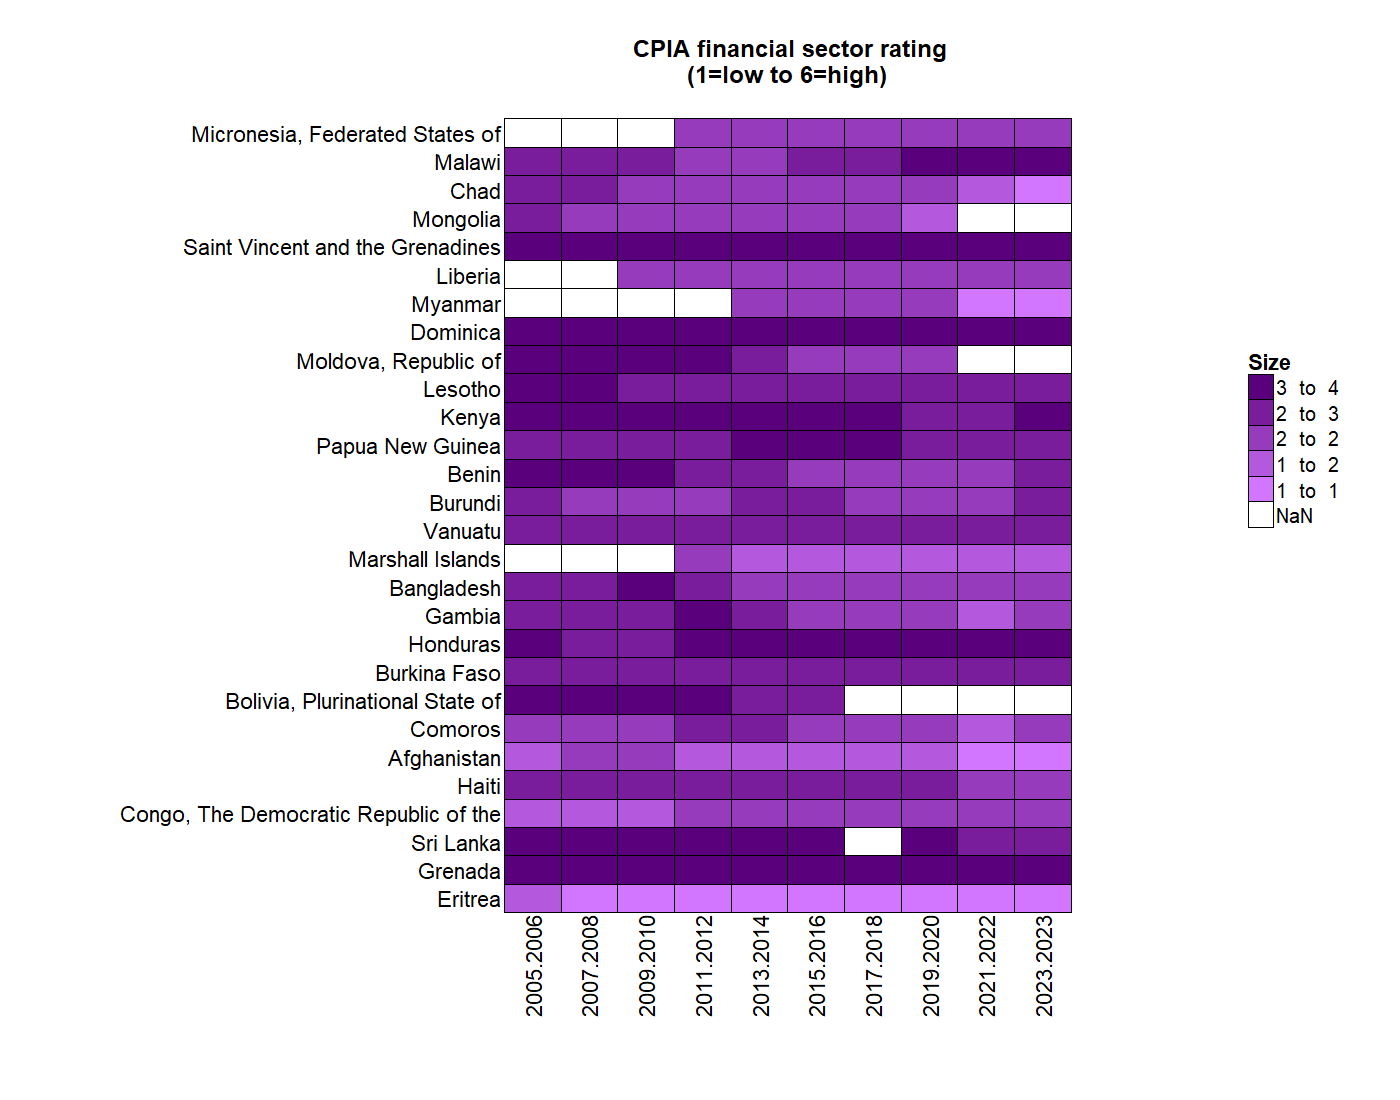 CPIA financial sector rating
(1=low to 6=high)
Micronesia, Federated States of
Malawi
Chad
Mongolia
Saint Vincent and the Grenadines
Liberia
Myanmar
Dominica
Moldova, Republic of
Lesotho
Kenya
Papua New Guinea
Benin
Burundi
Vanuatu
Marshall Islands
Bangladesh
Gambia
Honduras
Burkina Faso
Bolivia, Plurinational State of
Comoros
Afghanistan
Haiti
Congo, The Democratic Republic of the
Sri Lanka
Grenada
Eritrea
2005.2006
2007.2008
2009.2010
2011.2012
2013.2014
2015.2016
2017.2018
2019.2020
2021.2022
2023.2023
Size
3 to 4
2 to 3
2 to 2
1 to 2
1 to 1
NaN